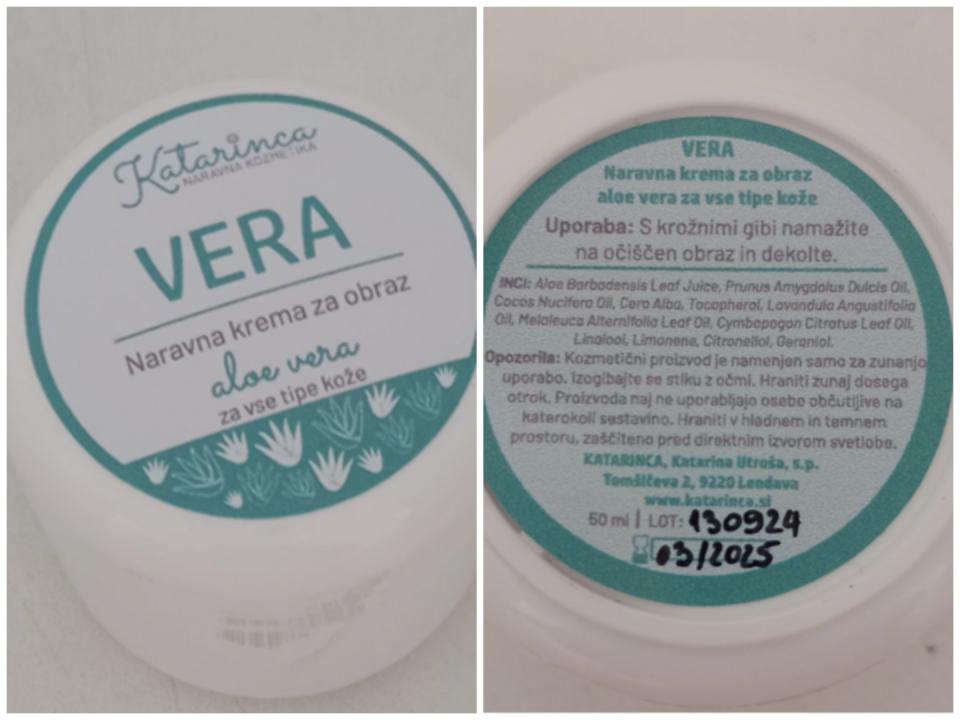 Katarinca
NARAVNA KOZMETIKA
VERA
Naravna krema za obraz
aloe vera
za vse tipe kože
VERA
Naravna krema za obraz
aloe vera za vse tipe kože
Uporaba: S krožnimi gibi namažite
na očiščen obraz in dekolte.
INCI: Aloe Barbadensis Leaf Juice, Prunus Amygdalus Dulcis Oil,
Cocos Nucifera Oil, Cera Alba, Tocopherol, Lavandula Angustifolia
Oil, Melaleuca Alternifolia Leaf Oil, Cymbopogon Citratus Leaf Oil,
Linalool, Limonene, Citronellol, Geraniol.
Opozorila: Kozmetični proizvod je namenjen samo za zunanjo
uporabo. Izogibajte se stiku z očmi. Hraniti zunaj dosega
otrok. Proizvoda naj ne uporabljajo osebe občutljive na
katerokoli sestavino. Hraniti v hladnem in temnem
prostoru, zaščiteno pred direktnim izvorom svetlobe.
KATARINCA, Katarina Utroša, s.p.
Tomšičeva 2, 9220 Lendava
www.katarinca.si
50 ml | LOT: 130924
03/2025